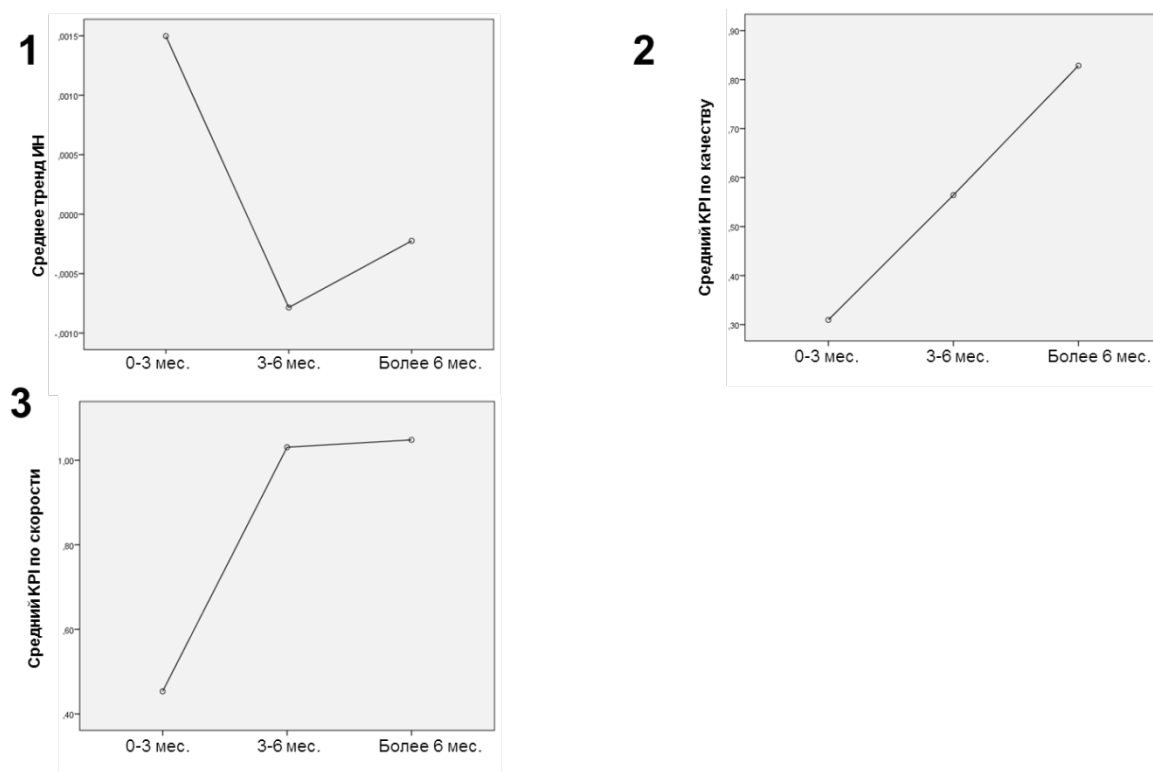 1
Среднее тренд ИН
,0015
,0010
,0005
,0000
-,0005
-,0010
0-3 мес.
3-6 мес.
Более 6 мес.
2
Средний KPI по качеству
,90
,80
,70
,60
,50
,40
,30
0-3 мес.
3-6 мес.
Более 6 мес.
3
Средний KPI по скорости
1,00
,80
,60
,40
0-3 мес.
3-6 мес.
Более 6 мес.